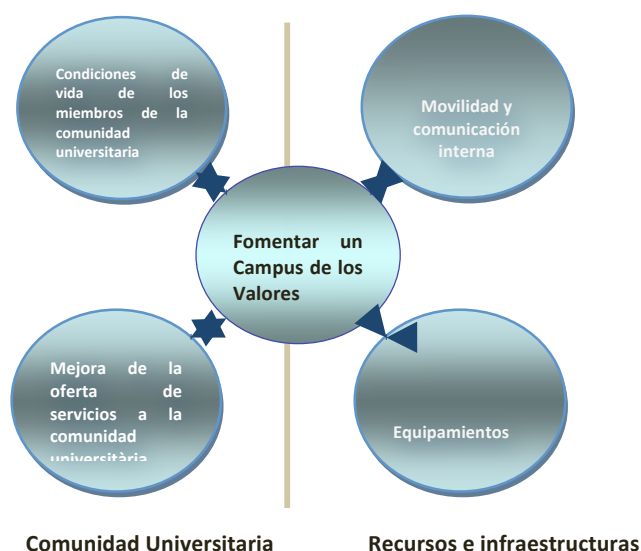 Condiciones de
vida de los
miembros de la
comunidad
universitaria
Movilidad y
comunicación
interna
Fomentar un
Campus de los
Valores
Mejora de la
oferta de
servicios a la
comunidad
universitària
Equipamientos
Comunidad Universitaria
Recursos e infraestructuras